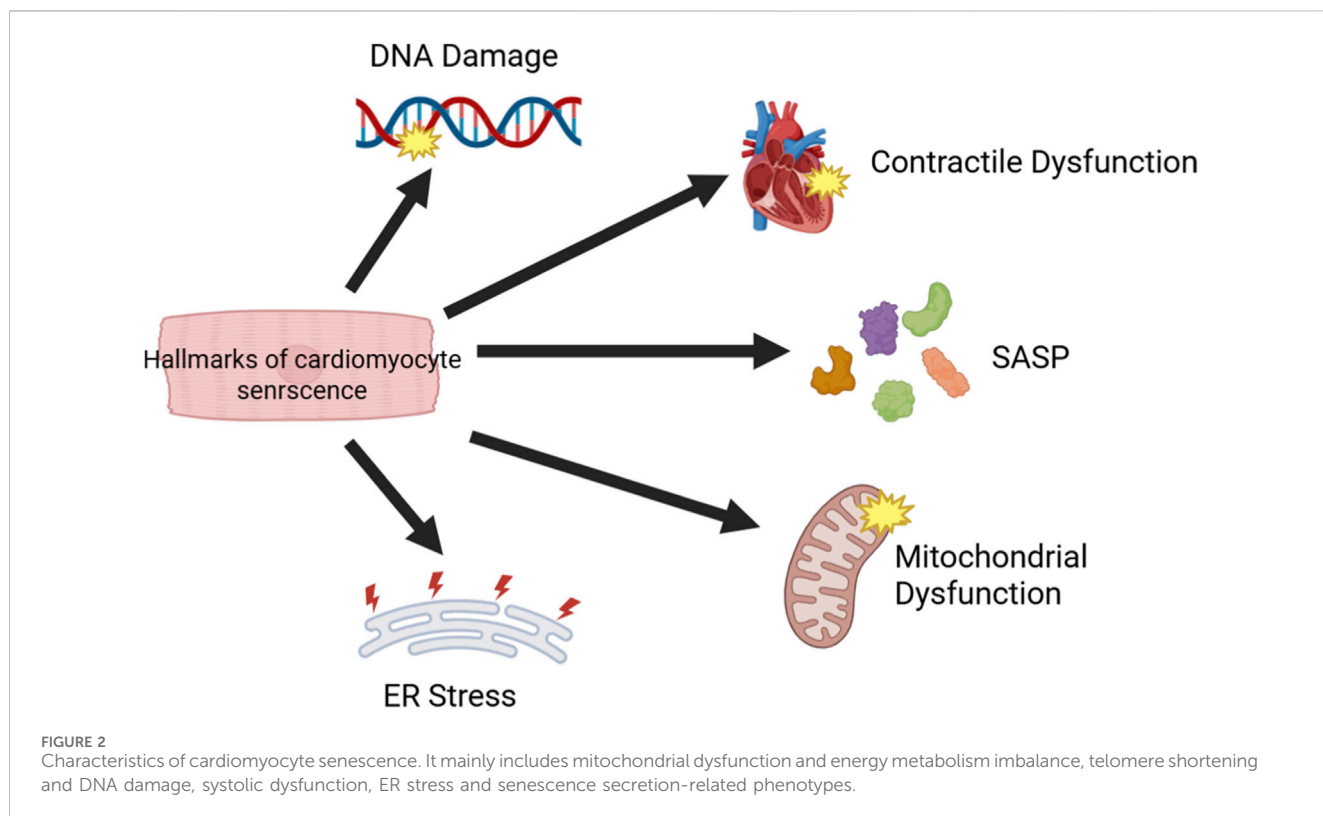 DNA Damage
Contractile Dysfunction
Hallmarks of cardiomyocyte
senrscence
SASP
Mitochondrial
Dysfunction
ER Stress
FIGURE 2
Characteristics of cardiomyocyte senescence. It mainly includes mitochondrial dysfunction and energy metabolism imbalance, telomere shortening
and DNA damage, systolic dysfunction, ER stress and senescence secretion-related phenotypes.